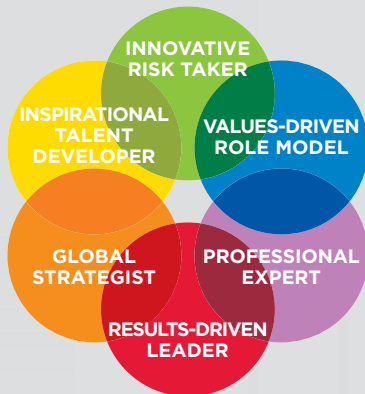 INNOVATIVE
RISK TAKER
INSPIRATIONAL
TALENT
DEVELOPER
VALUES-DRIVEN
ROLE MODEL
GLOBAL
STRATEGIST
PROFESSIONAL
EXPERT
RESULTS-DRIVEN
LEADER